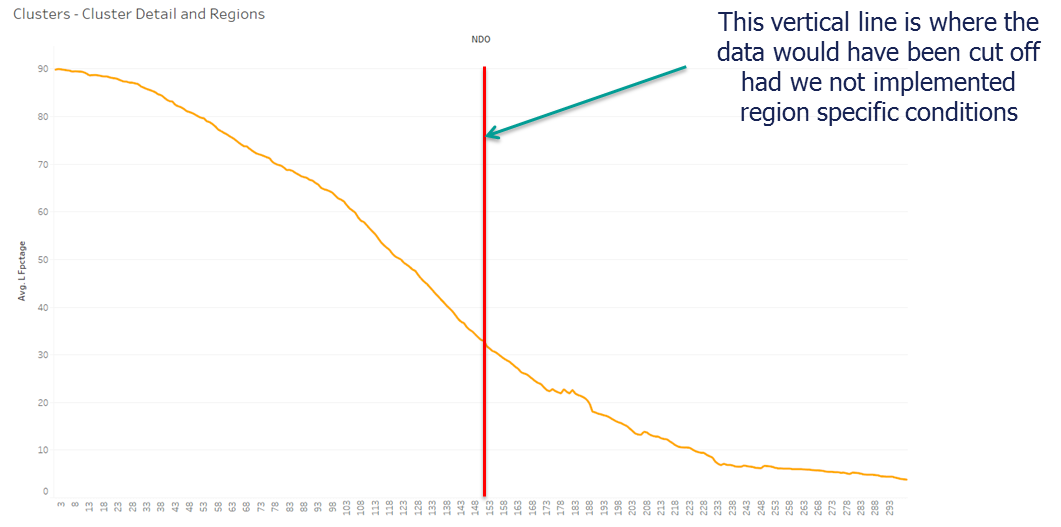 Clusters - Cluster Detail and Regions
This vertical line is where the
data would have been cut off
had we not implemented
region specific conditions
NDO
Avg. L Fpctage
90
80
70
60
50
40
30
20
10
0
3 8 13 18 23 28 33 38 43 48 53 58 63 68 73 78 83 88 93 98 103 108 113 118 123 128 133 138 143 148 153 158 163 168 173 178 183 188 193 198 203 208 213 218 223 228 233 238 243 248 253 258 263 268 273 278 283 288 293